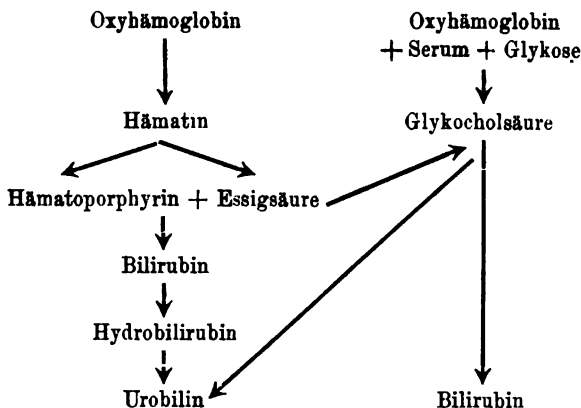 Oxyhämoglobin
Hämatin
Hämatoporphyrin + Essigsäure
Bilirubin
Hydrobilirubin
Urobilin
Oxyhämoglobin
+ Serum + Glykose
Glykocholsäure
Bilirubin